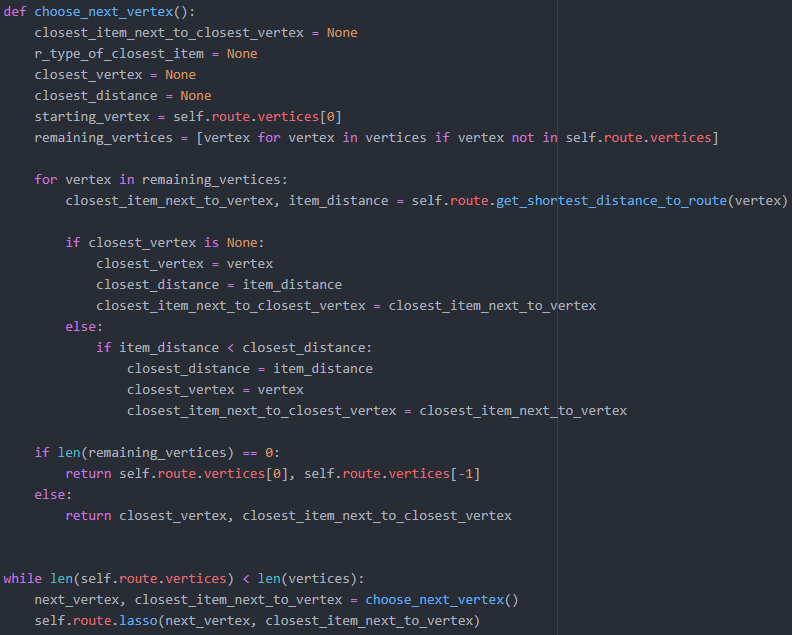 def choose_next_vertex():
    closest_item_next_to_closest_vertex = None
    r_type_of_closest_item = None
    closest_vertex = None
    closest_distance = None
    starting_vertex = self.route.vertices[0]
    remaining_vertices = [vertex for vertex in vertices if vertex not in self.route.vertices]

    for vertex in remaining_vertices:
        closest_item_next_to_vertex, item_distance = self.route.get_shortest_distance_to_route(vertex)

        if closest_vertex is None:
            closest_vertex = vertex
            closest_distance = item_distance
            closest_item_next_to_closest_vertex = closest_item_next_to_vertex
        else:
            if item_distance < closest_distance:
                closest_distance = item_distance
                closest_vertex = vertex
                closest_item_next_to_closest_vertex = closest_item_next_to_vertex

    if len(remaining_vertices) == 0:
        return self.route.vertices[0], self.route.vertices[-1]
    else:
        return closest_vertex, closest_item_next_to_closest_vertex


while len(self.route.vertices) < len(vertices):
    next_vertex, closest_item_next_to_vertex = choose_next_vertex()
    self.route.lasso(next_vertex, closest_item_next_to_vertex)